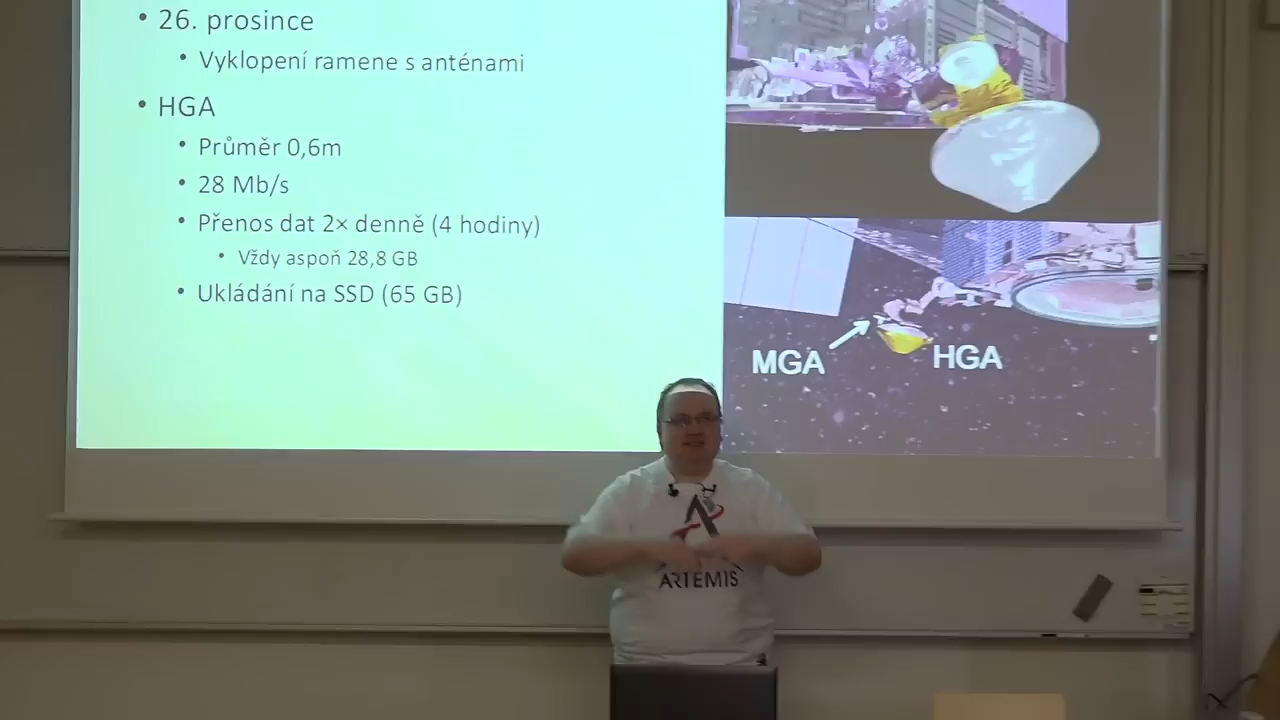 26. prosince
Vyklopení ramene s anténami
HGA
Průměr 0,6m
28 Mb/s
Přenos dat 2× denně (4 hodiny)
Vždy aspoň 28,8 GB
Ukládání na SSD (65 GB)
MGA
HGA
ARTEMIS